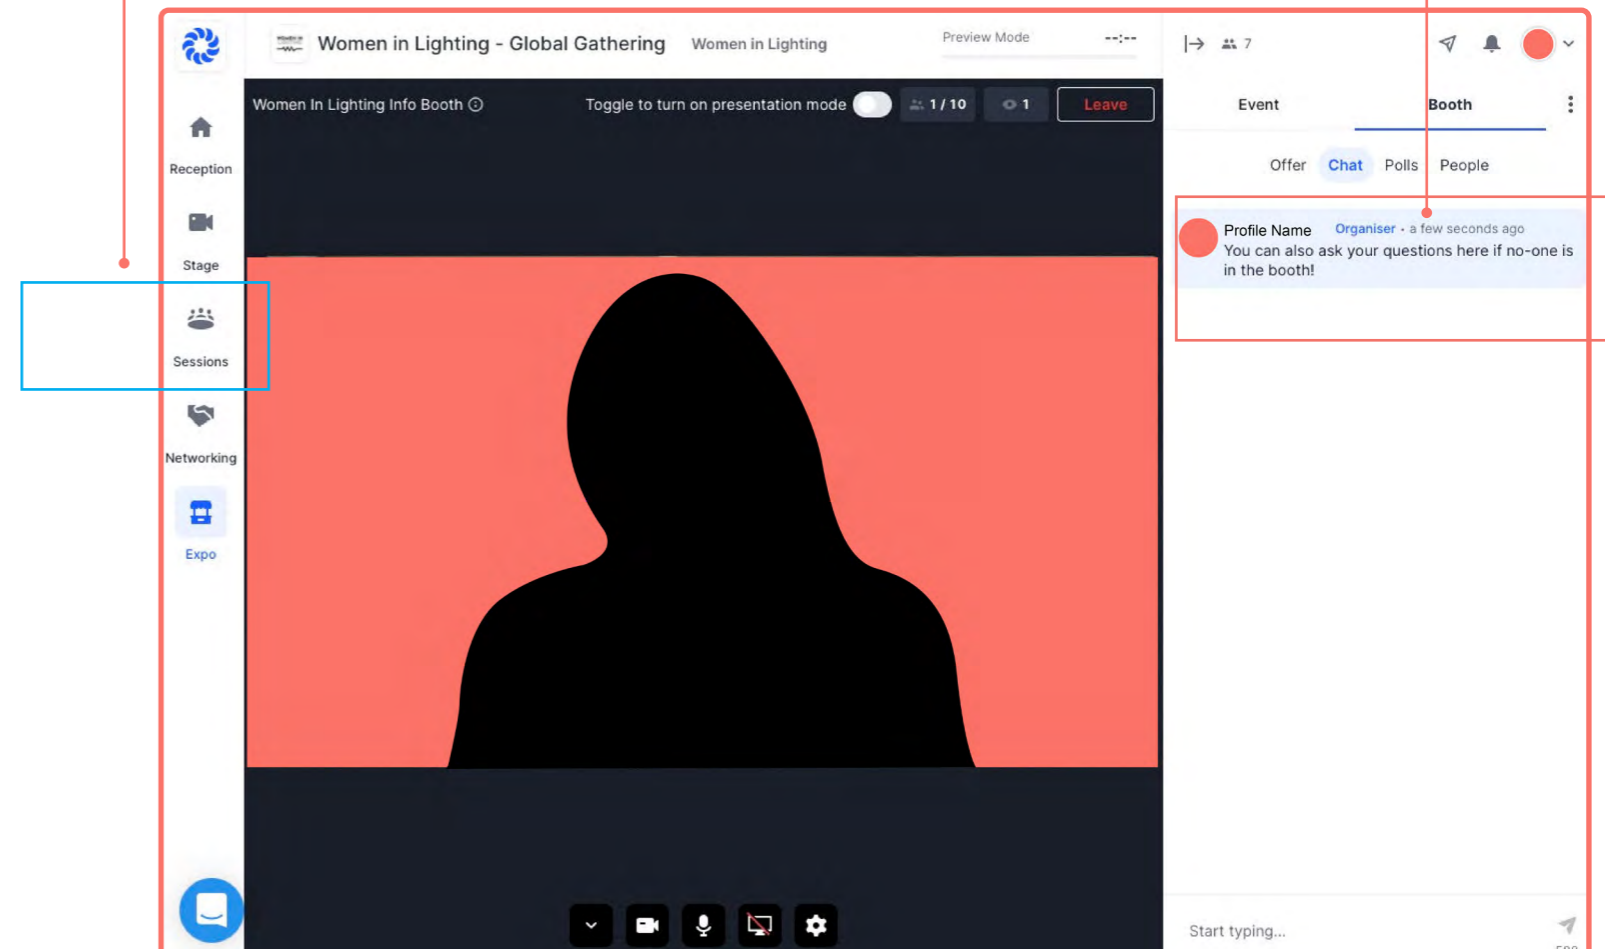 Women in Lighting - Global Gathering
Women in Lighting
Preview Mode
--:--
7
Women In Lighting Info Booth
Toggle to turn on presentation mode
1 / 10
1
Leave
Event
Booth
Offer
Chat
Polls
People
Reception
Stage
Sessions
Networking
Expo
Profile Name Organiser • a few seconds ago
You can also ask your questions here if no-one is
in the booth!
Start typing...